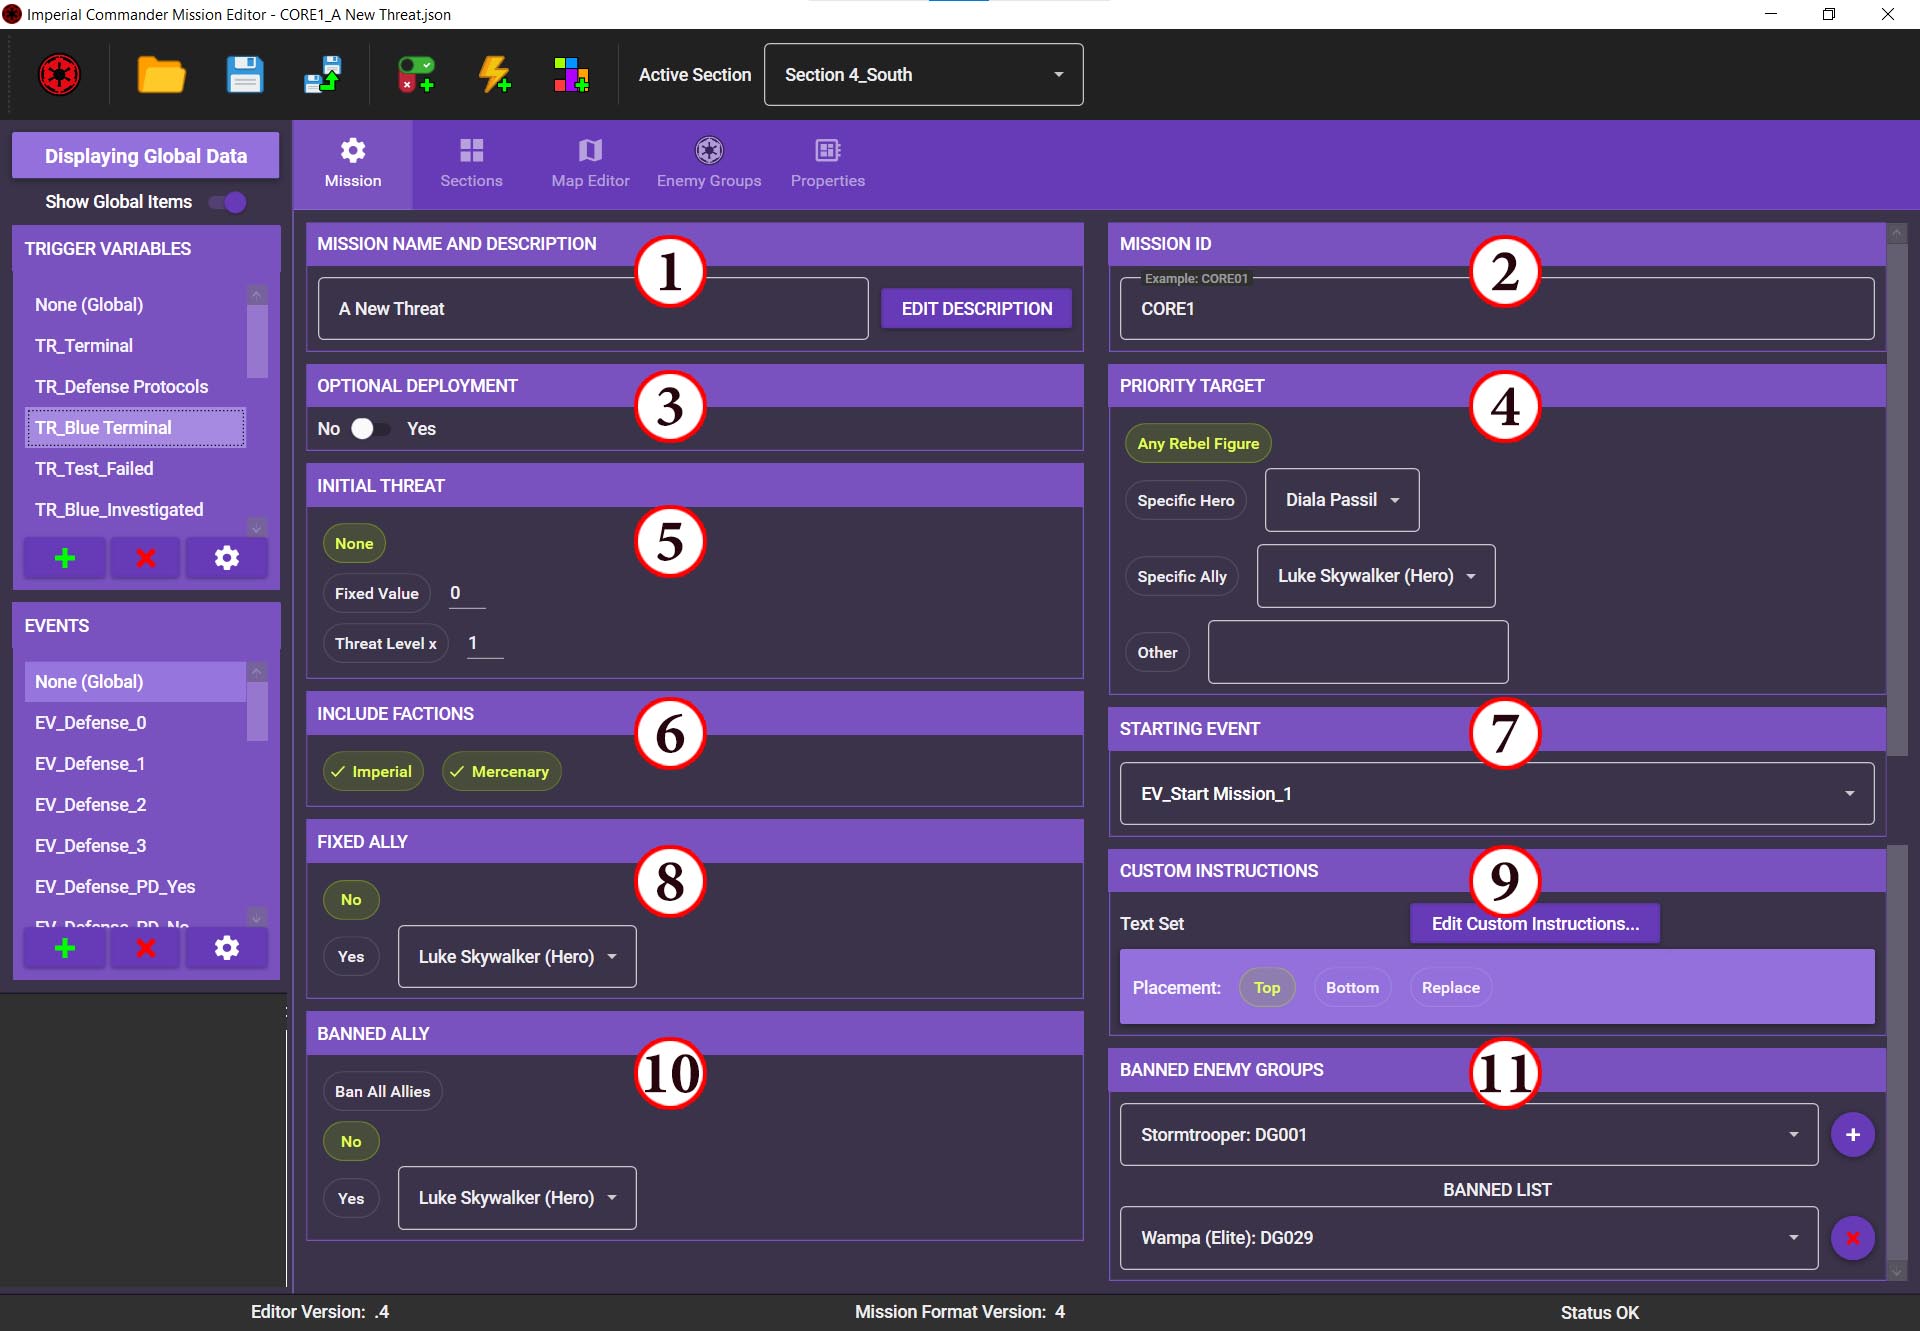 Imperial Commander Mission Editor - CORE1_A New Threat.json
Active Section
Section 4_South
Displaying Global Data
Show Global Items
TRIGGER VARIABLES
None (Global)
TR_Terminal
TR_Defense Protocols
TR_Blue Terminal
TR_Test_Failed
TR_Blue_Investigated
EVENTS
None (Global)
EV_Defense_0
EV_Defense_1
EV_Defense_2
EV_Defense_3
EV_Defense_PD_Yes
EV_Defense_PD_No
Mission
Sections
Map Editor
Enemy Groups
Properties
MISSION NAME AND DESCRIPTION
1
A New Threat
EDIT DESCRIPTION
MISSION ID
2
Example: CORE01
CORE1
OPTIONAL DEPLOYMENT
3
No
Yes
PRIORITY TARGET
4
Any Rebel Figure
Specific Hero
Diala Passil
Specific Ally
Luke Skywalker (Hero)
Other
INITIAL THREAT
5
None
Fixed Value
0
Threat Level x
1
INCLUDE FACTIONS
6
Imperial
Mercenary
STARTING EVENT
7
EV_Start Mission_1
FIXED ALLY
8
No
Yes
Luke Skywalker (Hero)
CUSTOM INSTRUCTIONS
9
Text Set
Edit Custom Instructions...
Placement:
Top
Bottom
Replace
BANNED ALLY
10
Ban All Allies
No
Yes
Luke Skywalker (Hero)
BANNED ENEMY GROUPS
11
Stormtrooper: DG001
BANNED LIST
Wampa (Elite): DG029
Editor Version: .4
Mission Format Version: 4
Status OK